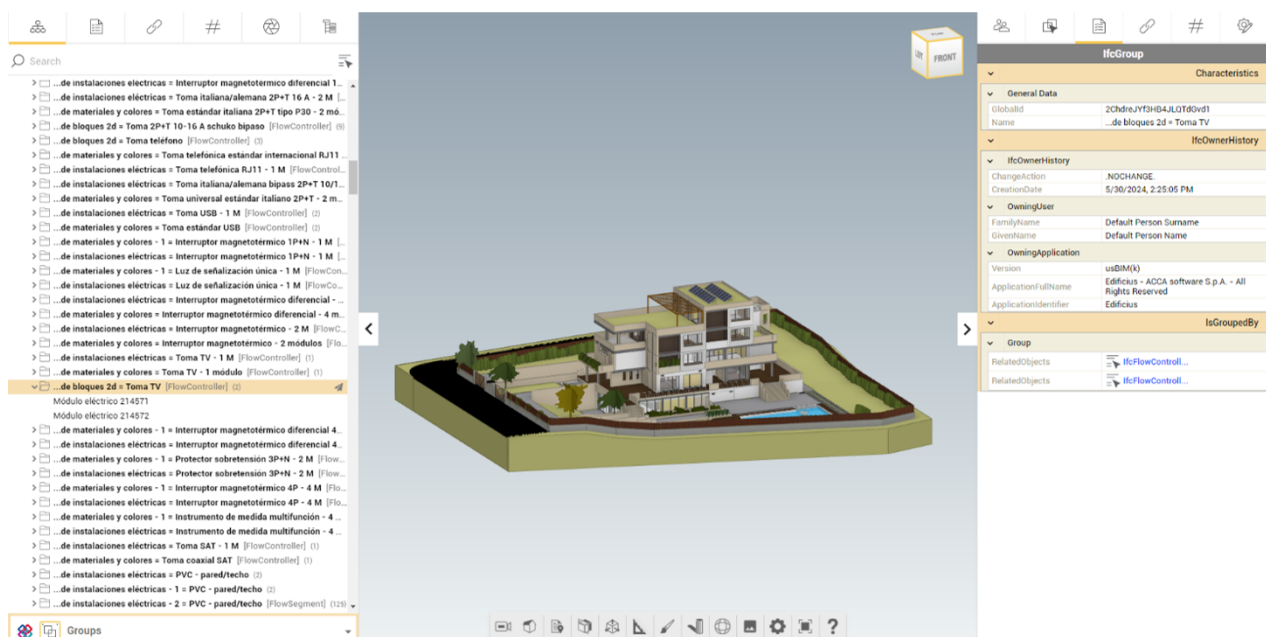 Search
...de instalaciones eléctricas = Interruptor magnetotérmico diferencial 1...
...de instalaciones eléctricas = Toma italiana/alemana 2P+T 16 A - 2 M [...
...de materiales y colores = Toma estándar italiana 2P+T tipo P30 - 2 mó...
...de bloques 2d = Toma 2P+T 10-16 A schuko bipaso [FlowController] (9)
...de bloques 2d = Toma teléfono [FlowController] (3)
...de materiales y colores = Toma telefónica estándar internacional RJ11 ...
...de instalaciones eléctricas = Toma telefónica RJ11 - 1 M [FlowControl...
...de instalaciones eléctricas = Toma italiana/alemana bipass 2P+T 10/1...
...de materiales y colores = Toma universal estándar italiano 2P+T - 2 m...
...de instalaciones eléctricas = Toma USB - 1 M [FlowController] (2)
...de materiales y colores = Toma estándar USB [FlowController] (2)
...de materiales y colores - 1 = Interruptor magnetotérmico 1P+N - 1 M [...
...de instalaciones eléctricas = Interruptor magnetotérmico 1P+N - 1 M [...
...de materiales y colores - 1 = Luz de señalización única - 1 M [FlowCon...
...de instalaciones eléctricas = Luz de señalización única - 1 M [FlowCo...
...de instalaciones eléctricas = Interruptor magnetotérmico diferencial - ...
...de materiales y colores = Interruptor magnetotérmico diferencial - 4 m...
...de instalaciones eléctricas = Interruptor magnetotérmico - 2 M [FlowC...
...de materiales y colores = Interruptor magnetotérmico - 2 módulos [Flo...
...de instalaciones eléctricas = Toma TV - 1 M [FlowController] (1)
...de materiales y colores = Toma TV - 1 módulo [FlowController] (1)
...de bloques 2d = Toma TV [FlowController] (2)
Módulo eléctrico 214571
Módulo eléctrico 214572
...de materiales y colores - 1 = Interruptor magnetotérmico diferencial 4...
...de instalaciones eléctricas = Interruptor magnetotérmico diferencial 4...
...de materiales y colores - 1 = Protector sobretensión 3P+N - 2 M [Flow...
...de instalaciones eléctricas = Protector sobretensión 3P+N - 2 M [Flow...
...de materiales y colores - 1 = Interruptor magnetotérmico 4P - 4 M [Flo...
...de instalaciones eléctricas = Interruptor magnetotérmico 4P - 4 M [Flo...
...de materiales y colores - 1 = Instrumento de medida multifunción - 4 ...
...de instalaciones eléctricas = Instrumento de medida multifunción - 4 ...
...de instalaciones eléctricas = Toma SAT - 1 M [FlowController] (1)
...de materiales y colores = Toma coaxial SAT [FlowController] (1)
...de instalaciones eléctricas = PVC - pared/techo (2)
...de instalaciones eléctricas - 1 = PVC - pared/techo (2)
...de instalaciones eléctricas - 2 = PVC - pared/techo [FlowSegment] (129)
Groups
FRONT
IfcGroup
Characteristics
General Data
GlobalId 2ChdreJYf3HB4JLQTdGvd1
Name ...de bloques 2d = Toma TV
IfcOwnerHistory
IfcOwnerHistory
ChangeAction .NOCHANGE.
CreationDate 5/30/2024, 2:25:05 PM
OwningUser
FamilyName Default Person Surname
GivenName Default Person Name
OwningApplication
Version usBIM(k)
ApplicationFullName Edificius - ACCA software S.p.A. - All
Rights Reserved
ApplicationIdentifier Edificius
IsGroupedBy
Group
RelatedObjects IfcFlowControll...
RelatedObjects IfcFlowControll...